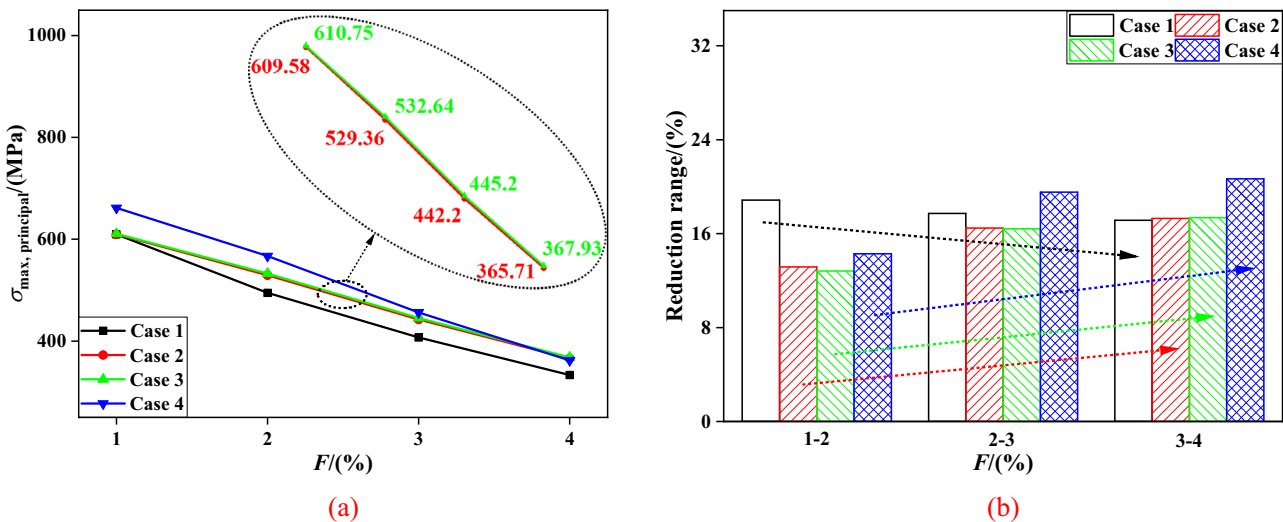 1000
800
600
400
σmax, principal/(MPa)
610.75
609.58
532.64
529.36
445.2
442.2
367.93
365.71
Case 1
Case 2
Case 3
Case 4
1 2 3 4
F/(%)
(a)
32
24
16
8
0
Reduction range/(%)
Case 1 Case 2
Case 3 Case 4
1-2 2-3 3-4
F/(%)
(b)